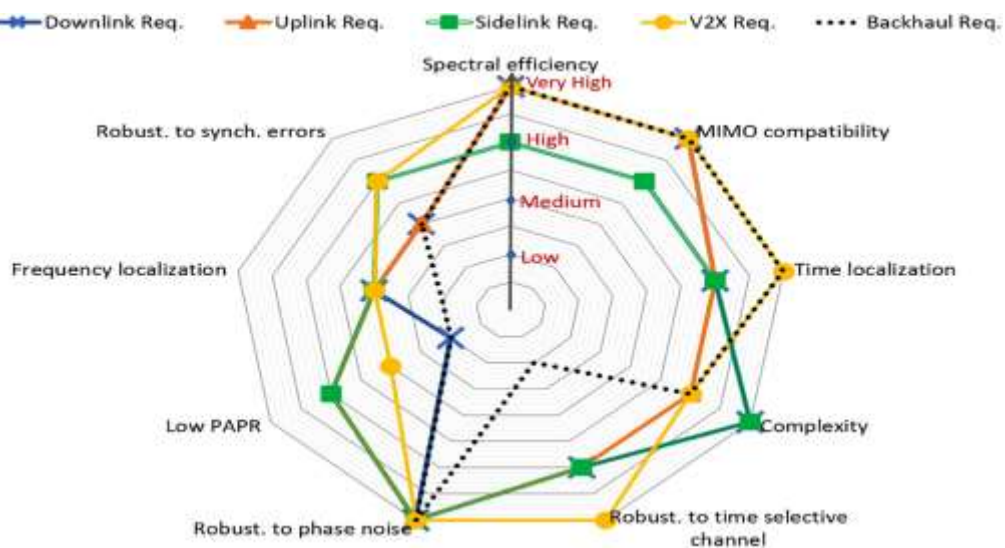 Downlink Req. Uplink Req. Sidelink Req. V2X Req. Backhaul Req.
Spectral efficiency
Very High
Robust. to synch. errors
MIMO compatibility
High
Medium
Frequency localization
Low
Time localization
Low PAPR
Complexity
Robust. to phase noise
Robust. to time selective
channel